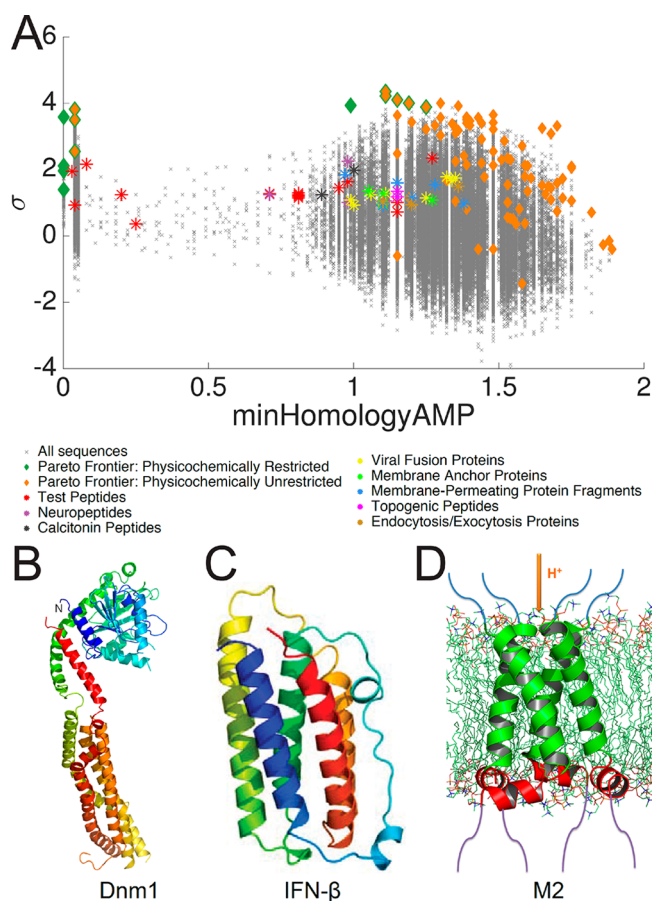 A
6
4
2
0
-2
-4
σ
0
0.5
1
1.5
2
minHomologyAMP
All sequences
Pareto Frontier: Physicochemically Restricted
Pareto Frontier: Physicochemically Unrestricted
Test Peptides
Neuropeptides
Calcitonin Peptides
Viral Fusion Proteins
Membrane Anchor Proteins
Membrane-Permeating Protein Fragments
Topogenic Peptides
Endocytosis/Exocytosis Proteins
B
N
Dnm1
C
IFN-β
D
H⁺
M2